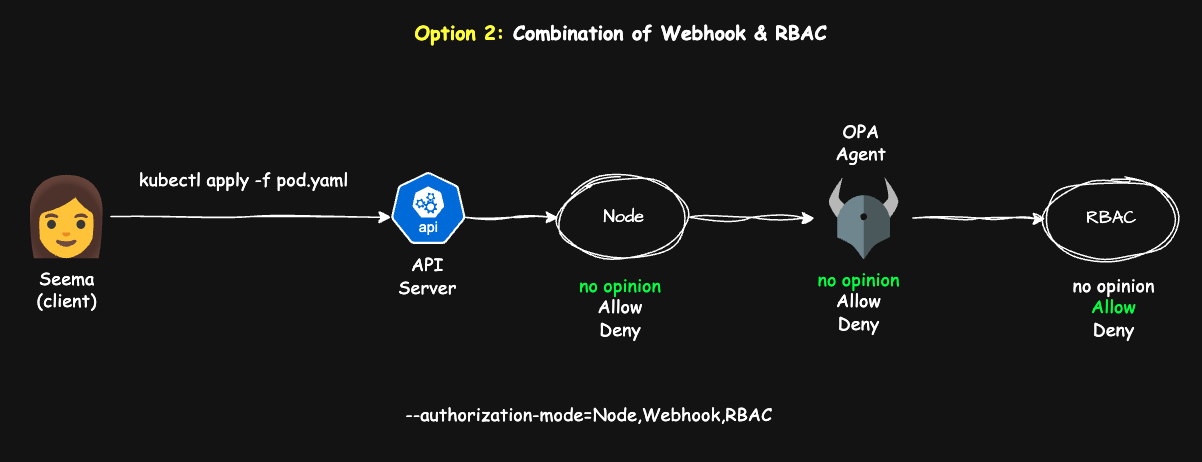 Option 2: Combination of Webhook & RBAC
OPA
Agent
kubectl apply -f pod.yaml
api
Node
RBAC
Seema
(client)
API
Server
no opinion
Allow
Deny
no opinion
Allow
Deny
no opinion
Allow
Deny
--authorization-mode=Node,Webhook,RBAC